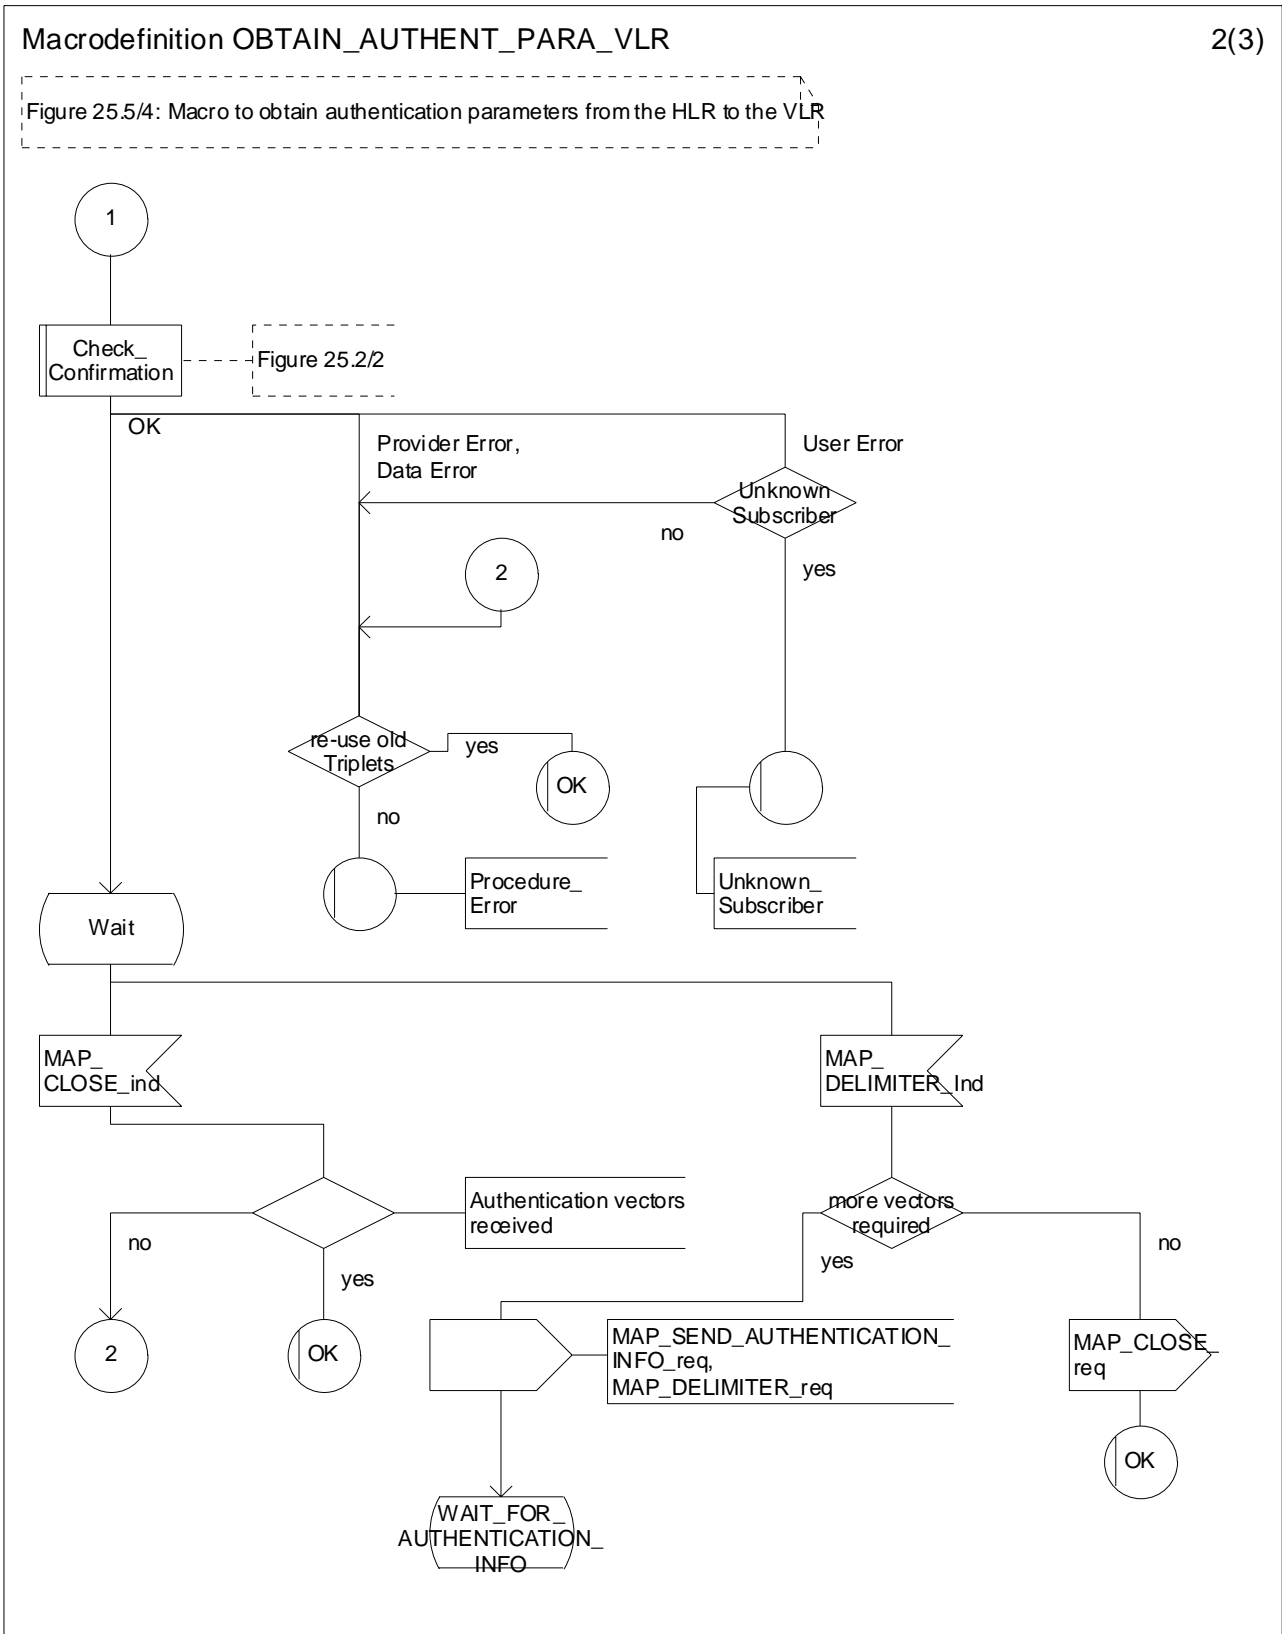 Macrodefinition OBTAIN_AUTHENT_PARA_VLR
2(3)
Figure 25.5/4: Macro to obtain authentication parameters from the HLR to the VLR
1
Check_
Confirmation
Figure 25.2/2
OK
Provider Error,
Data Error
User Error
Unknown
Subscriber
no
yes
2
re-use old
Triplets
yes
OK
no
Procedure_
Error
Unknown_
Subscriber
Wait
MAP_
CLOSE_ind
MAP_
DELIMITER_Ind
Authentication vectors
received
more vectors
required
no
yes
yes
no
2
OK
MAP_SEND_AUTHENTICATION_
INFO_req,
MAP_DELIMITER_req
MAP_CLOSE_
req
OK
WAIT_FOR_
AUTHENTICATION_
INFO